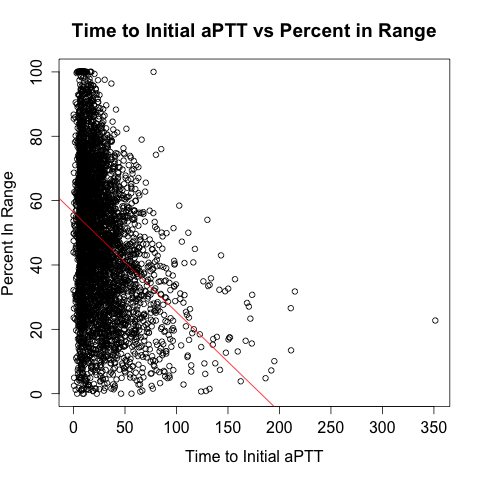 Time to Initial aPTT vs Percent in Range
Percent In Range
100
80
60
40
20
0
0 50 100 150 200 250 300 350
Time to Initial aPTT